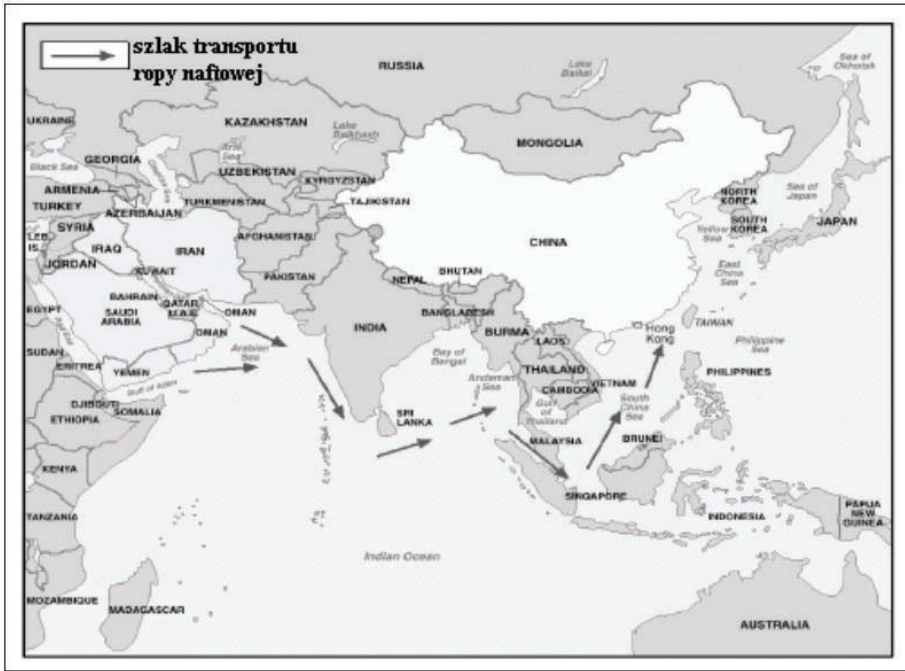 szlak transportu
ropy naftowej
RUSSIA
Lake
Baikal
Sea of
Okhotsk
UKRAINE
KAZAKHSTAN
Lake
Balkhash
MONGOLIA
Aral
Sea
GEORGIA
Black Sea
UZBEKISTAN
KYRGYZSTAN
ARMENIA
TURKMENISTAN
TAJIKISTAN
TURKEY
AZERBAIJAN
NORTH
KOREA
Sea of
Japan
SYRIA
LEB.
IS.
IRAQ
IRAN
AFGHANISTAN
CHINA
SOUTH
KOREA
Yellow
Sea
JAPAN
JORDAN
KUWAIT
PAKISTAN
NEPAL
BHUTAN
East
China
Sea
EGYPT
BAHRAIN
SAUDI
ARABIA
QATAR
U.A.E
OMAN
OMAN
INDIA
BANGLADESH
BURMA
LAOS
Hong
Kong
TAIWAN
Philippine
Sea
SUDAN
ERITREA
YEMEN
Arabian
Sea
Bay of
Bengal
Andaman
Sea
THAILAND
VIETNAM
CAMBODIA
PHILIPPINES
Gulf of Aden
DJIBOUTI
SOMALIA
ETHIOPIA
SRI
LANKA
Gulf
of
Thailand
South
China
Sea
MALAYSIA
BRUNEI
KENYA
SINGAPORE
TANZANIA
INDONESIA
PAPUA
NEW
GUINEA
Indian Ocean
MOZAMBIQUE
MADAGASCAR
AUSTRALIA